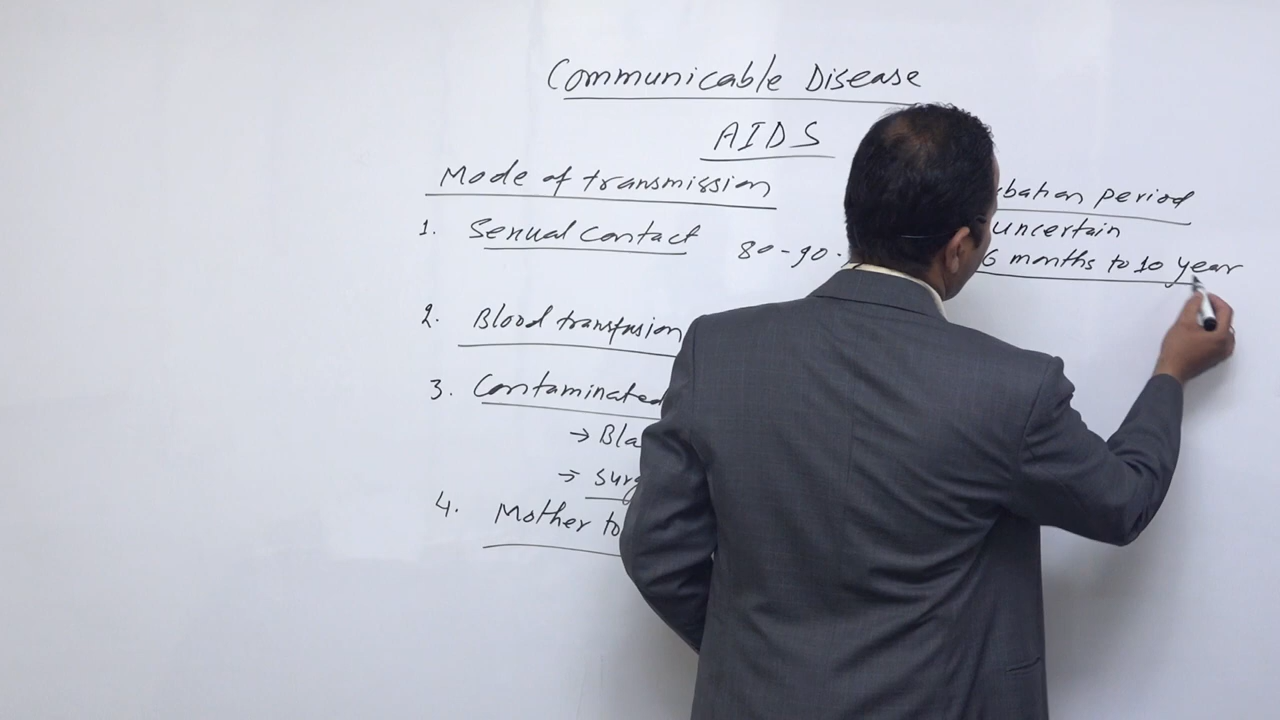 Communicable Disease
AIDS
Mode of transmission
1. Sexual contact 80-90
2. Blood transfusion
3. Contaminated
→ Bla
→ surg
4. Mother to
bation period
uncertain
6 months to 10 year